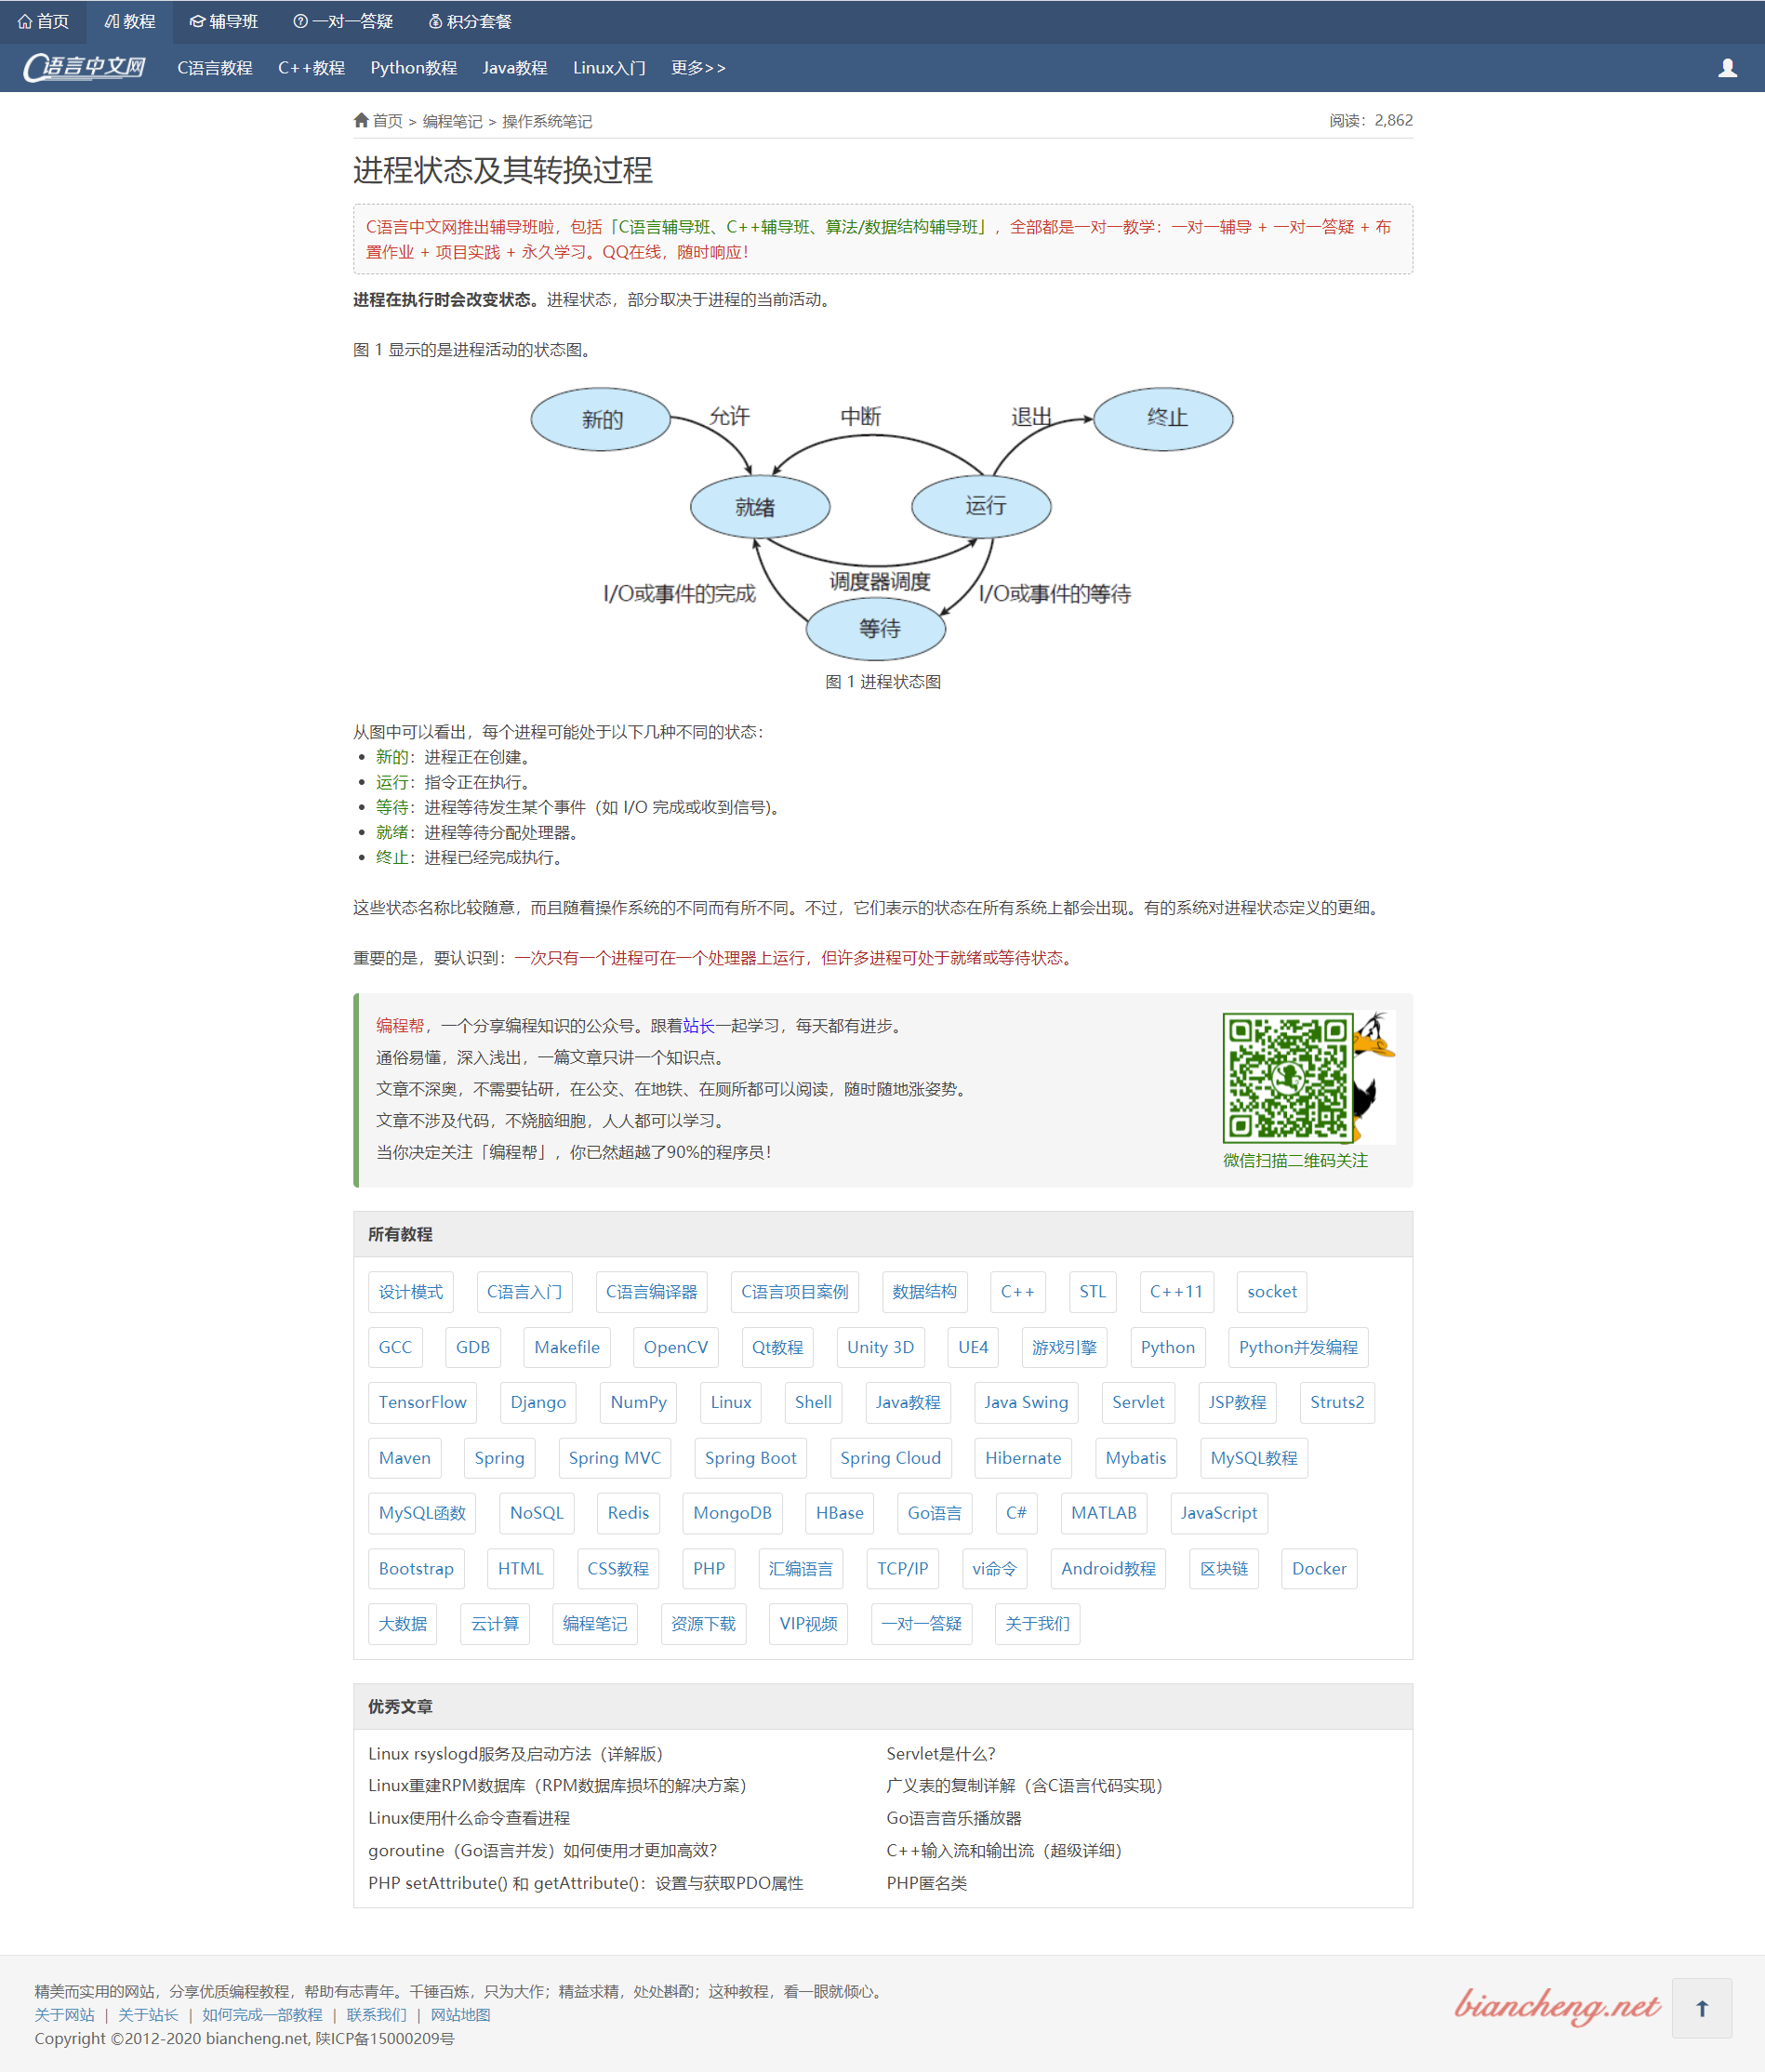 首页 教程 辅导班 一对一答疑 积分套餐
C语言中文网 C语言教程 C++教程 Python教程 Java教程 Linux入门 更多>>
首页 > 编程笔记 > 操作系统笔记 阅读：2,862
进程状态及其转换过程
C语言中文网推出辅导班啦，包括「C语言辅导班、C++辅导班、算法/数据结构辅导班」，全部都是一对一教学：一对一辅导 + 一对一答疑 + 布
置作业 + 项目实践 + 永久学习。QQ在线，随时响应！
进程在执行时会改变状态。进程状态，部分取决于进程的当前活动。
图 1 显示的是进程活动的状态图。
新的 允许 中断 退出 终止
就绪 运行
调度器调度
I/O或事件的完成 I/O或事件的等待
等待
图 1 进程状态图
从图中可以看出，每个进程可能处于以下几种不同的状态：
新的：进程正在创建。
运行：指令正在执行。
等待：进程等待发生某个事件（如 I/O 完成或收到信号)。
就绪：进程等待分配处理器。
终止：进程已经完成执行。
这些状态名称比较随意，而且随着操作系统的不同而有所不同。不过，它们表示的状态在所有系统上都会出现。有的系统对进程状态定义的更细。
重要的是，要认识到：一次只有一个进程可在一个处理器上运行，但许多进程可处于就绪或等待状态。
编程帮，一个分享编程知识的公众号。跟着站长一起学习，每天都有进步。
通俗易懂，深入浅出，一篇文章只讲一个知识点。
文章不深奥，不需要钻研，在公交、在地铁、在厕所都可以阅读，随时随地涨姿势。
文章不涉及代码，不烧脑细胞，人人都可以学习。
当你决定关注「编程帮」，你已然超越了90%的程序员！
微信扫描二维码关注
所有教程
设计模式 C语言入门 C语言编译器 C语言项目案例 数据结构 C++ STL C++11 socket
GCC GDB Makefile OpenCV Qt教程 Unity 3D UE4 游戏引擎 Python Python并发编程
TensorFlow Django NumPy Linux Shell Java教程 Java Swing Servlet JSP教程 Struts2
Maven Spring Spring MVC Spring Boot Spring Cloud Hibernate Mybatis MySQL教程
MySQL函数 NoSQL Redis MongoDB HBase Go语言 C# MATLAB JavaScript
Bootstrap HTML CSS教程 PHP 汇编语言 TCP/IP vi命令 Android教程 区块链 Docker
大数据 云计算 编程笔记 资源下载 VIP视频 一对一答疑 关于我们
优秀文章
Linux rsyslogd服务及启动方法（详解版） Servlet是什么？
Linux重建RPM数据库（RPM数据库损坏的解决方案） 广义表的复制详解（含C语言代码实现）
Linux使用什么命令查看进程 Go语言音乐播放器
goroutine（Go语言并发）如何使用才更加高效？ C++输入流和输出流（超级详细）
PHP setAttribute() 和 getAttribute()：设置与获取PDO属性 PHP匿名类
精美而实用的网站，分享优质编程教程，帮助有志青年。千锤百炼，只为大作；精益求精，处处斟酌；这种教程，看一眼就倾心。
关于网站 | 关于站长 | 如何完成一部教程 | 联系我们 | 网站地图
Copyright ©2012-2020 biancheng.net, 陕ICP备15000209号
biancheng.net